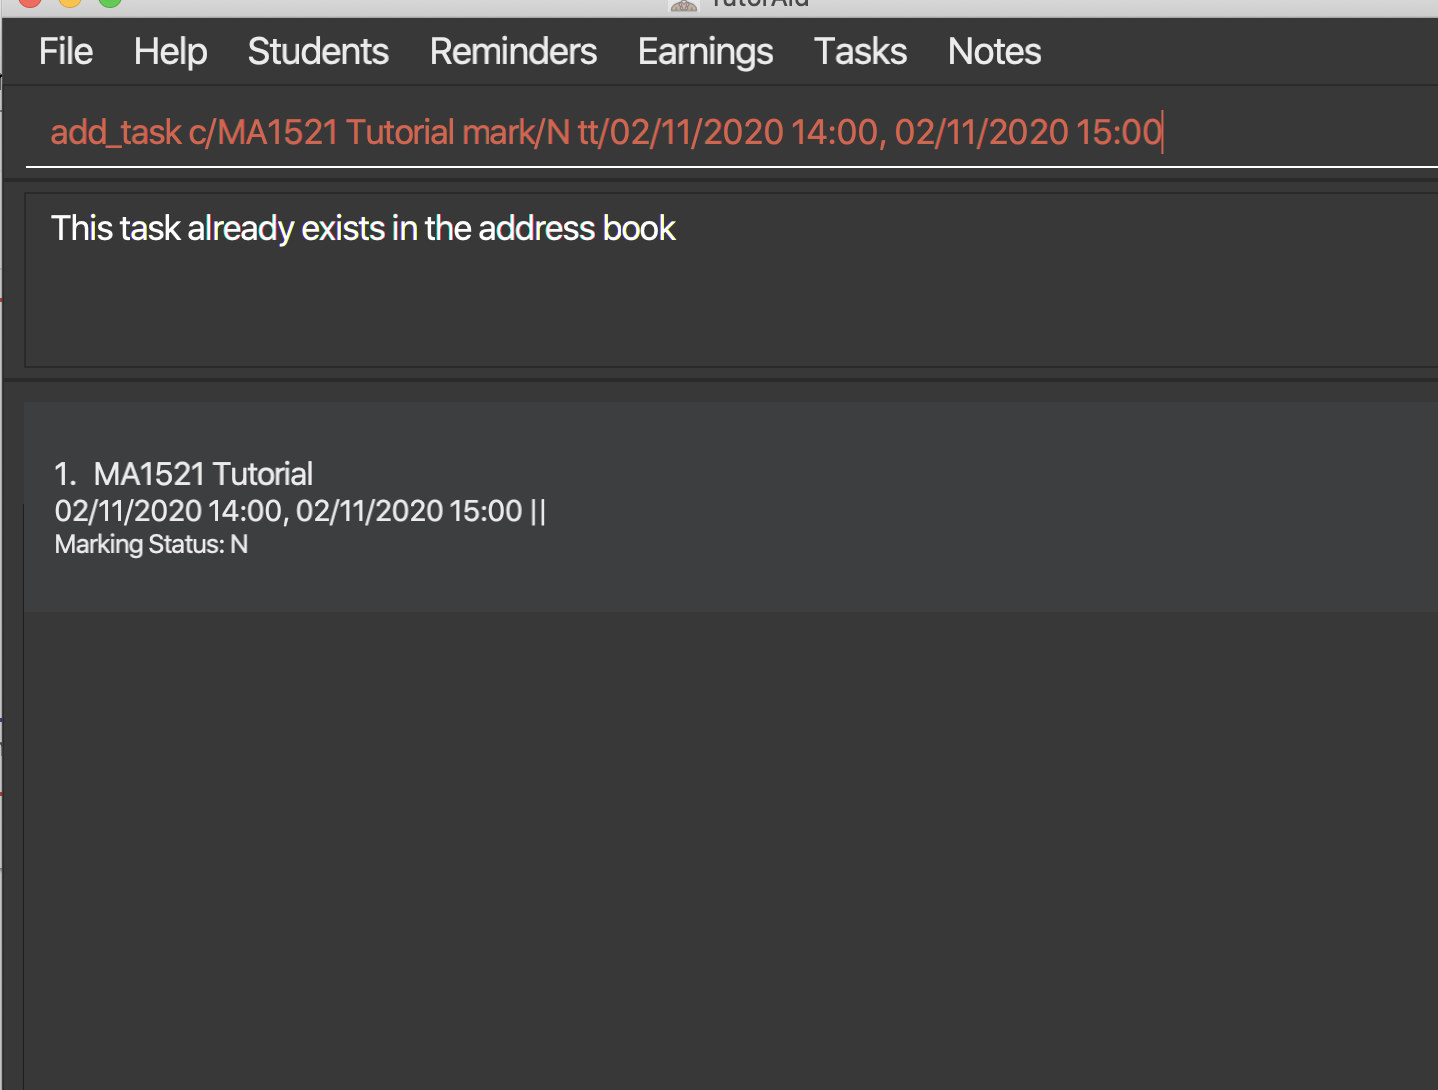 TutorAid
File Help Students Reminders Earnings Tasks Notes
add_task c/MA1521 Tutorial mark/N tt/02/11/2020 14:00, 02/11/2020 15:00
This task already exists in the address book
1. MA1521 Tutorial
02/11/2020 14:00, 02/11/2020 15:00 ||
Marking Status: N